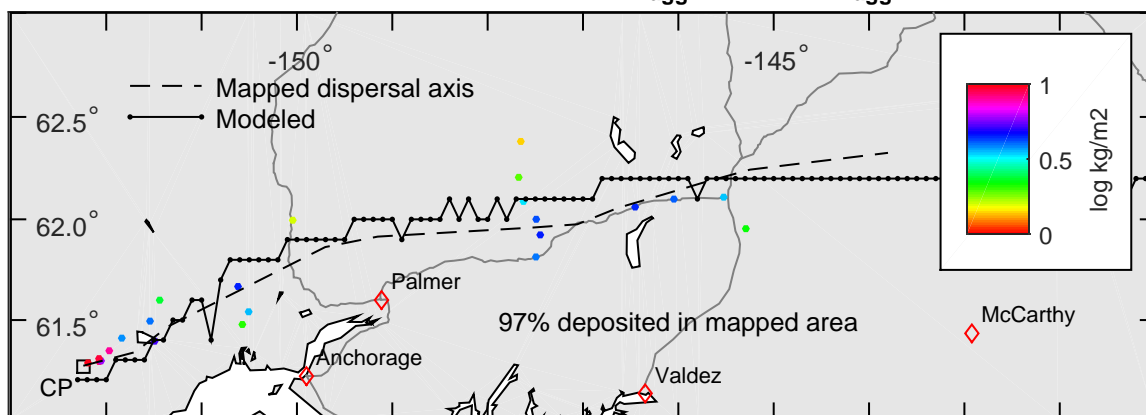 -150°
-145°
Mapped dispersal axis
Modeled
62.5°
62.0°
61.5°
1
0.5
0
log kg/m2
Palmer
McCarthy
97% deposited in mapped area
Anchorage
Valdez
CP